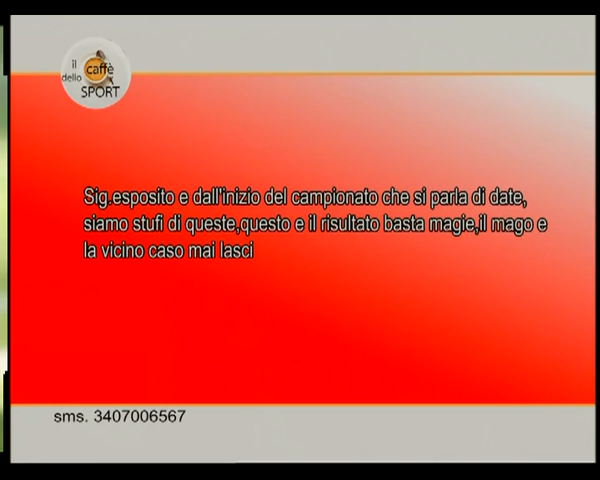 il
dello caffè
SPORT
Sig.esposito e dall'inizio del campionato che si parla di date,
siamo stufi di queste,questo e il risultato basta magie,il mago e
la vicino caso mai lasci
sms. 3407006567